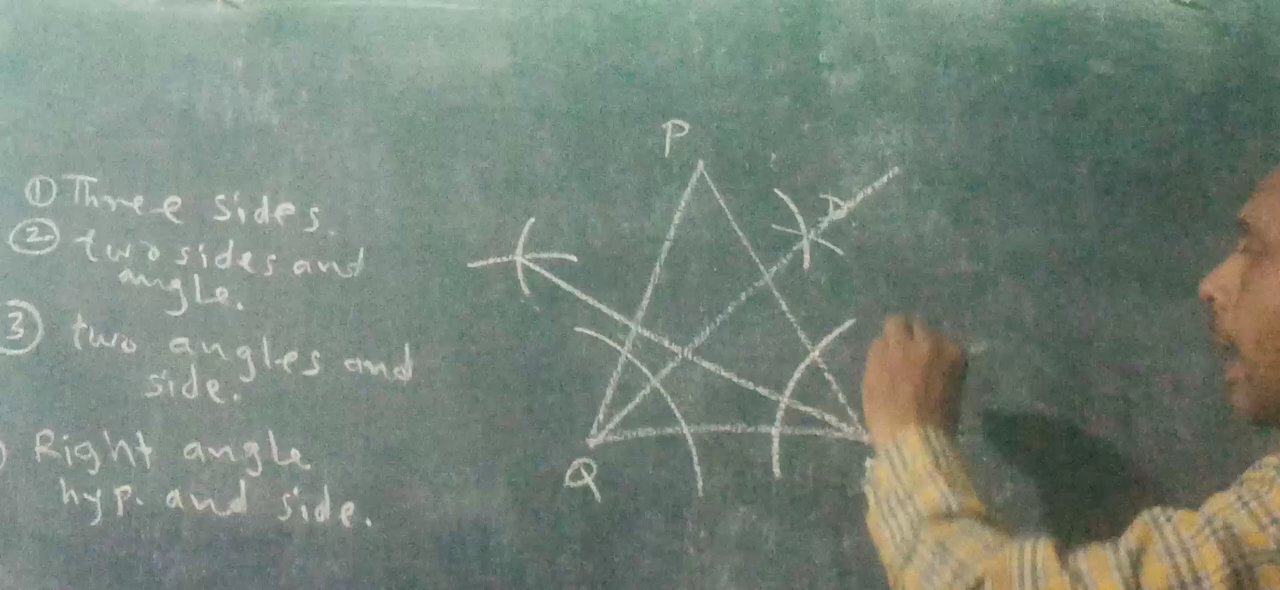 ① Three sides.
② two sides and
angle.
③ two angles and
side.
) Right angle
hyp. and side.
P
D
Q